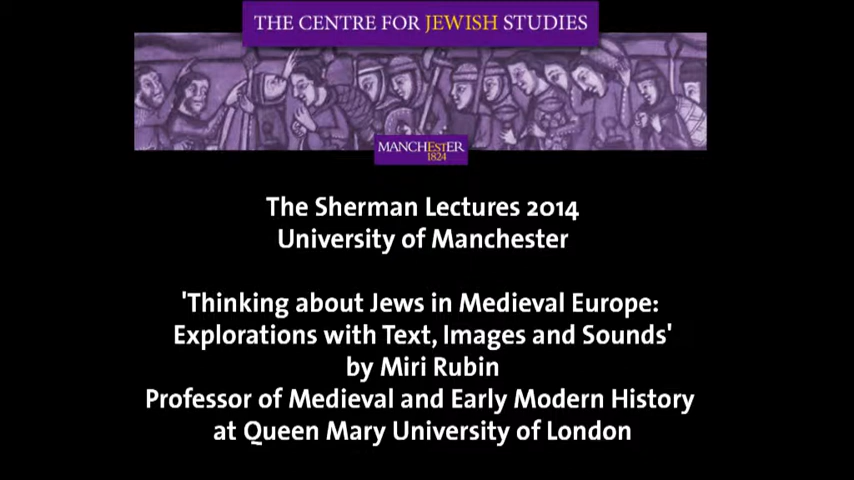 THE CENTRE FOR JEWISH STUDIES
MANCHESTER
1824
The Sherman Lectures 2014
University of Manchester
'Thinking about Jews in Medieval Europe:
Explorations with Text, Images and Sounds'
by Miri Rubin
Professor of Medieval and Early Modern History
at Queen Mary University of London